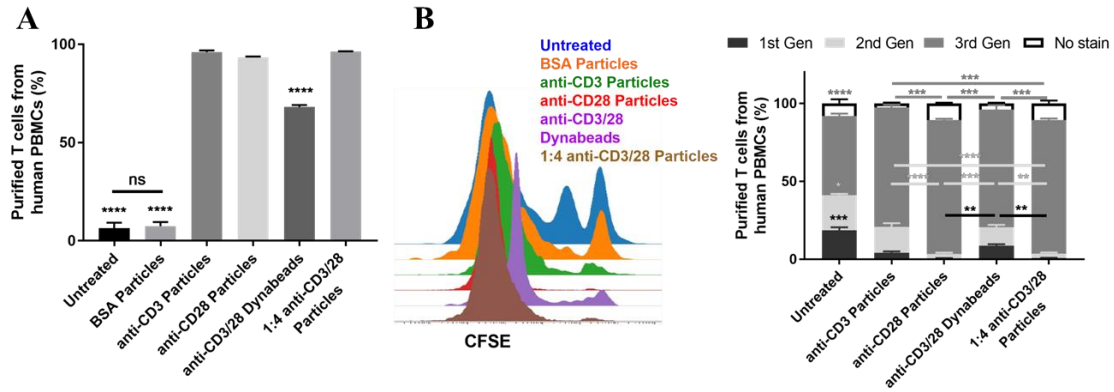 A
Purified T cells from
human PBMCs (%)
100
50
0
ns
****
****
****
Untreated
BSA Particles
anti-CD3 Particles
anti-CD28 Particles
anti-CD3/28 Dynabeads
1:4 anti-CD3/28
Particles
B
Untreated
BSA Particles
anti-CD3 Particles
anti-CD28 Particles
anti-CD3/28
Dynabeads
1:4 anti-CD3/28 Particles
CFSE
1st Gen
2nd Gen
3rd Gen
No stain
Purified T cells from
human PBMCs (%)
100
50
0
***
****
***
***
***
****
****
***
**
*
***
**
**
Untreated
anti-CD3 Particles
anti-CD28 Particles
anti-CD3/28 Dynabeads
1:4 anti-CD3/28
Particles